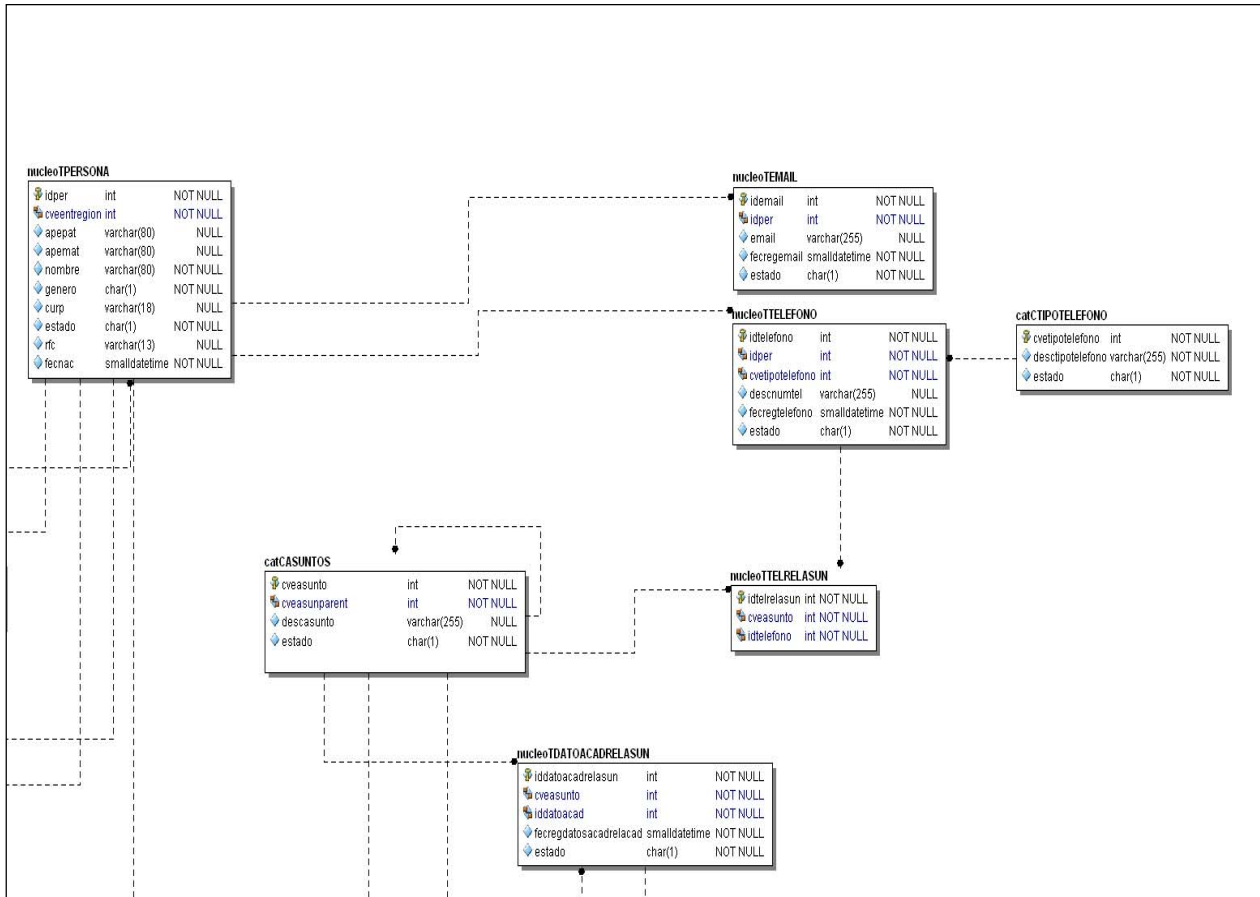 nucleoTPERSONA
idper int NOT NULL
cveentregion int NOT NULL
apepat varchar(80) NULL
apemat varchar(80) NULL
nombre varchar(80) NOT NULL
genero char(1) NOT NULL
curp varchar(18) NULL
estado char(1) NOT NULL
rfc varchar(13) NULL
fecnac smalldatetime NOT NULL
nucleoTEMAIL
idemail int NOT NULL
idper int NOT NULL
email varchar(255) NULL
fecregemail smalldatetime NOT NULL
estado char(1) NOT NULL
nucleoTTELEFONO
idtelefono int NOT NULL
idper int NOT NULL
cvetipotelefono int NOT NULL
descnumtel varchar(255) NULL
fecregtelefono smalldatetime NOT NULL
estado char(1) NOT NULL
catCTIPOTELEFONO
cvetipotelefono int NOT NULL
desctipotelefono varchar(255) NOT NULL
estado char(1) NOT NULL
catCASUNTOS
cveasunto int NOT NULL
cveasunparent int NOT NULL
descasunto varchar(255) NULL
estado char(1) NOT NULL
nucleoTTELRELASUN
idtelrelasun int NOT NULL
cveasunto int NOT NULL
idtelefono int NOT NULL
nucleoTDATOACADRELASUN
iddatoacadrelasun int NOT NULL
cveasunto int NOT NULL
iddatoacad int NOT NULL
fecregdatosacadrelacad smalldatetime NOT NULL
estado char(1) NOT NULL